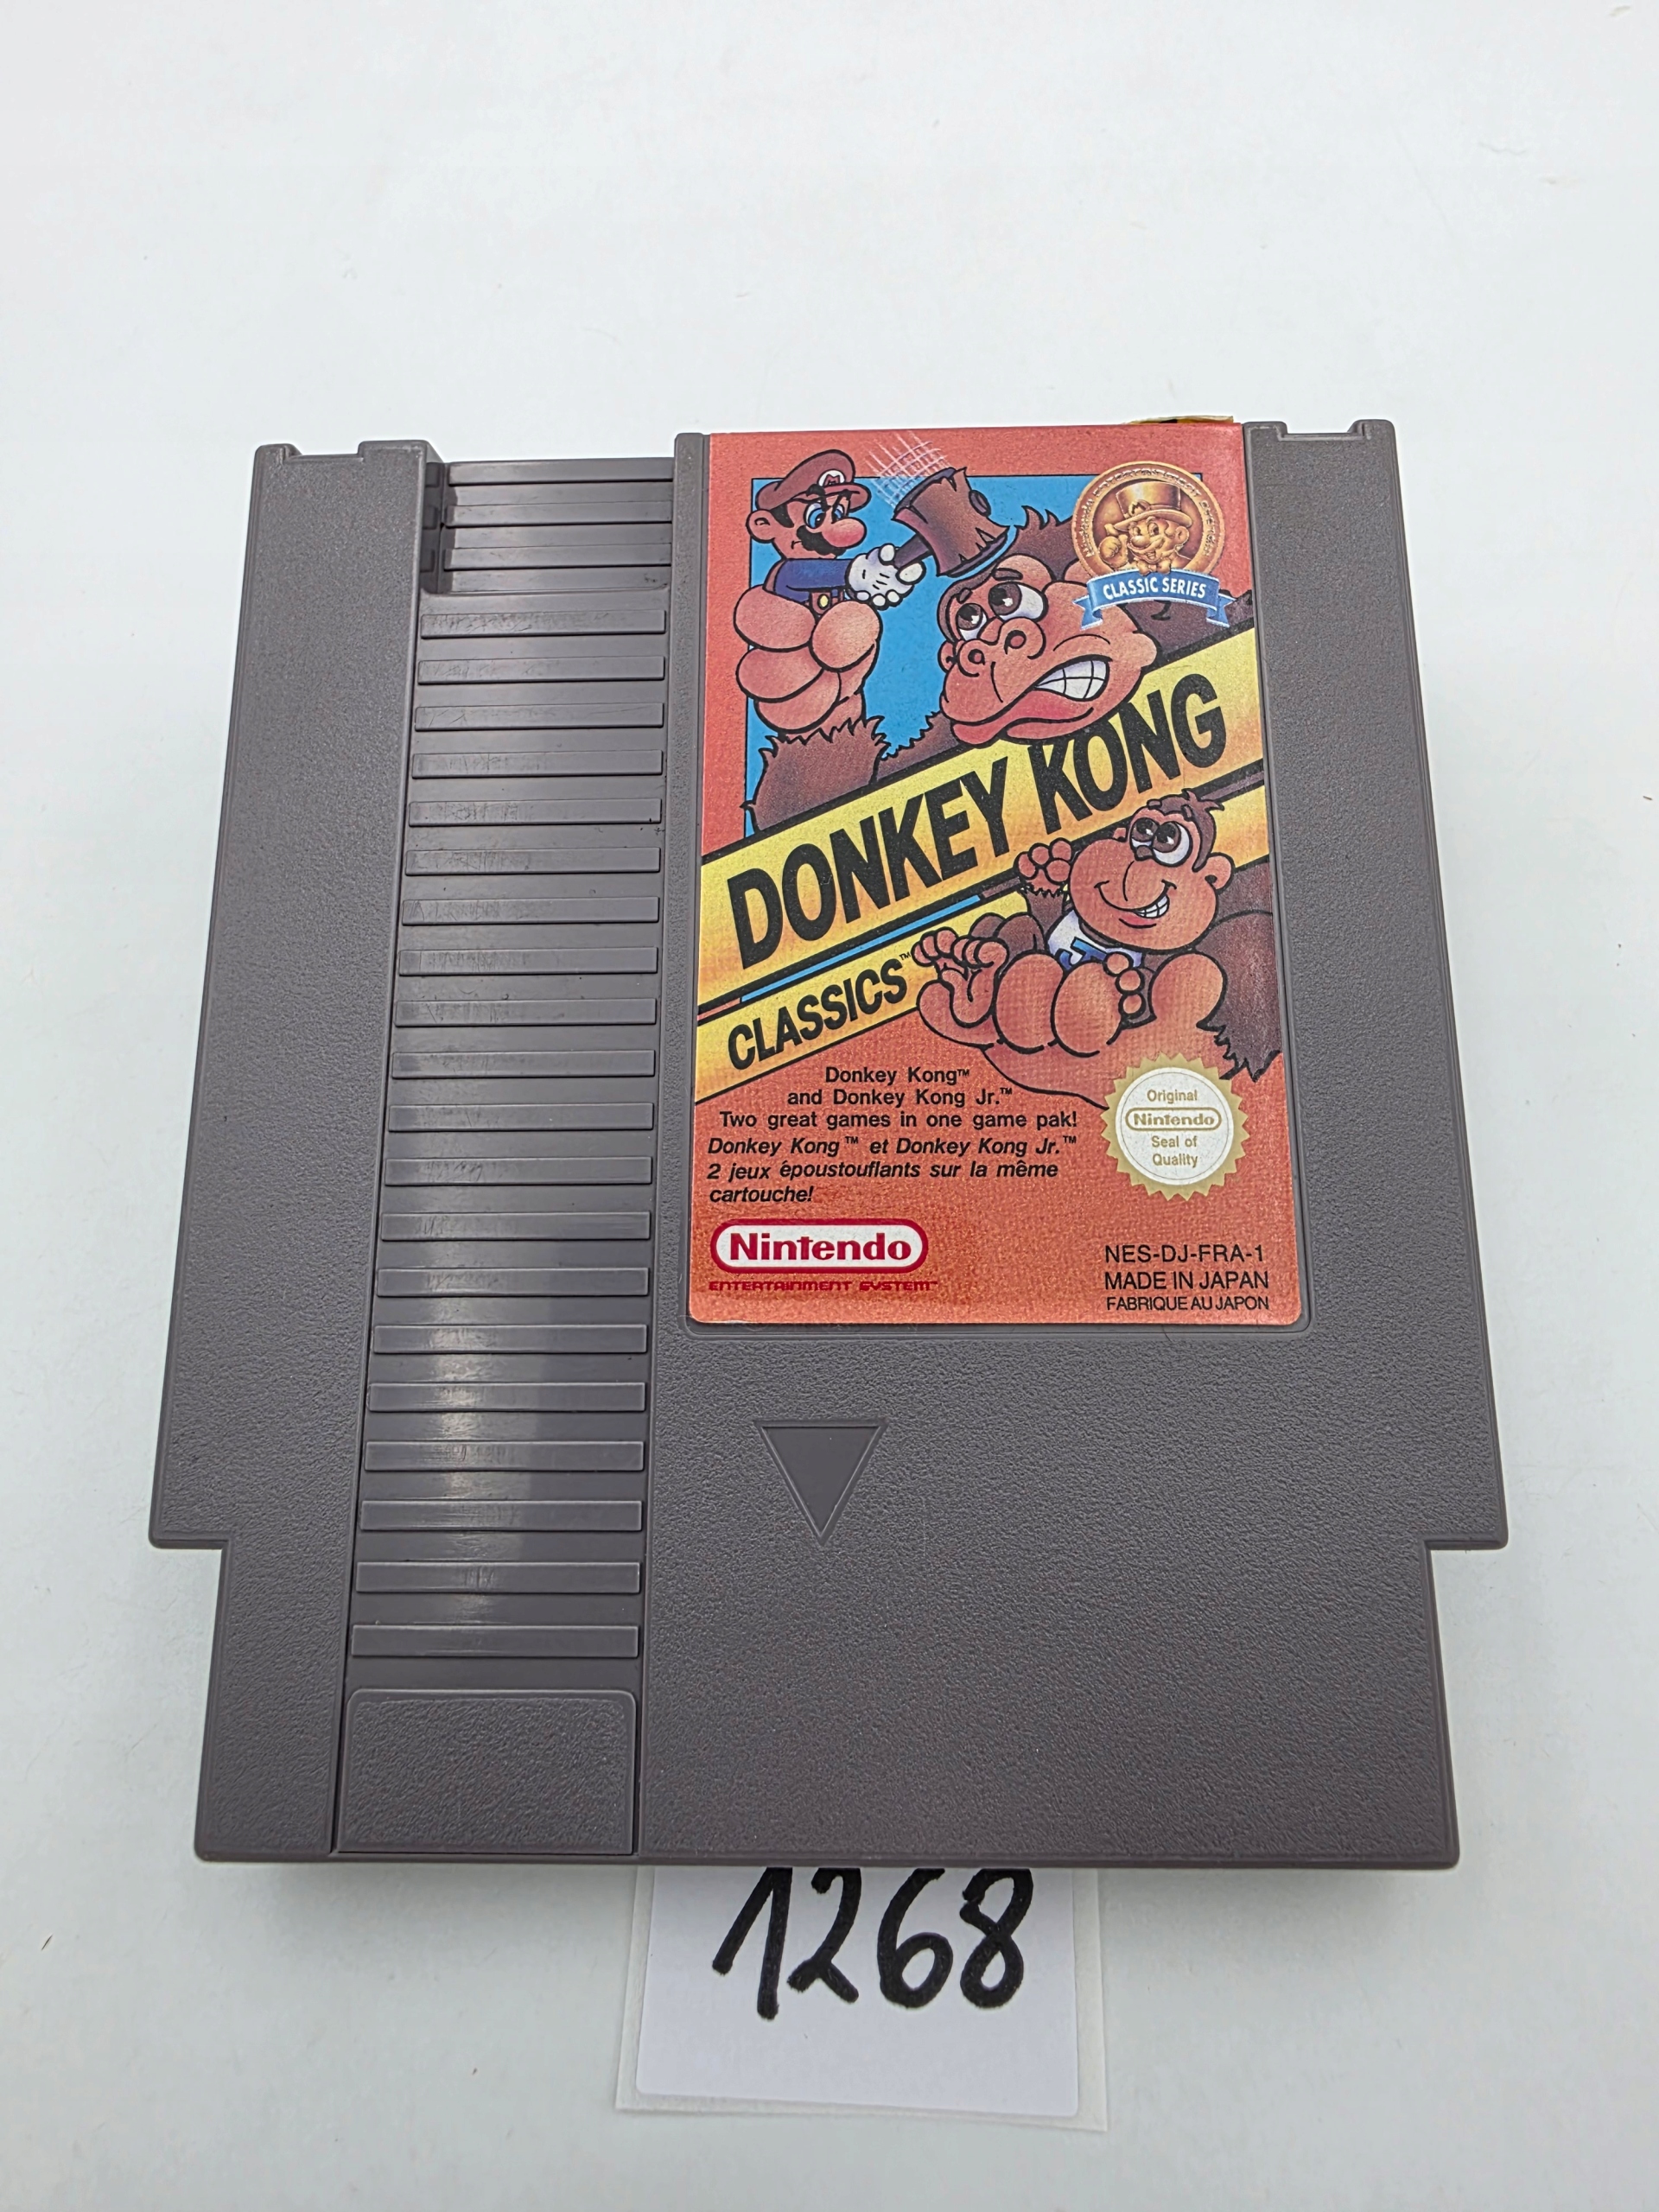 CLASSIC SERIES
DONKEY KONG
CLASSICS™
Donkey Kong™
and Donkey Kong Jr.™
Two great games in one game pak!
Donkey Kong™ et Donkey Kong Jr.™
2 jeux époustouflants sur la même
cartouche!
Original
Nintendo
Seal of
Quality
Nintendo
ENTERTAINMENT SYSTEM™
NES-DJ-FRA-1
MADE IN JAPAN
FABRIQUE AU JAPON
1268